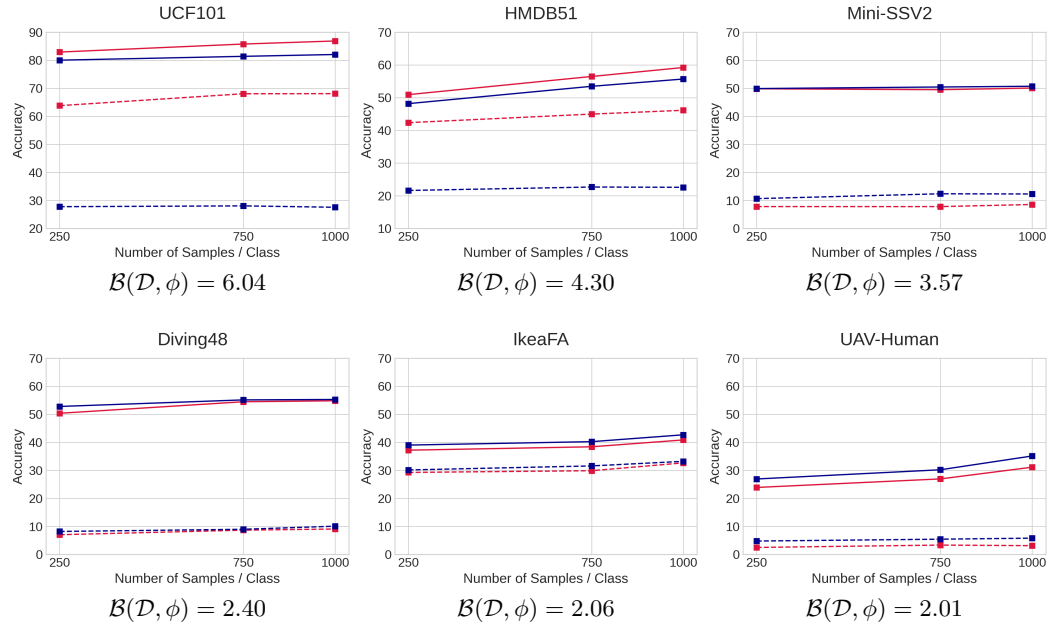 UCF101
90
80
70
60
50
40
30
20
Accuracy
250 750 1000
Number of Samples / Class
B(D, ϕ) = 6.04
HMDB51
70
60
50
40
30
20
10
Accuracy
250 750 1000
Number of Samples / Class
B(D, ϕ) = 4.30
Mini-SSV2
70
60
50
40
30
20
10
0
Accuracy
250 750 1000
Number of Samples / Class
B(D, ϕ) = 3.57
Diving48
70
60
50
40
30
20
10
0
Accuracy
250 750 1000
Number of Samples / Class
B(D, ϕ) = 2.40
IkeaFA
70
60
50
40
30
20
10
0
Accuracy
250 750 1000
Number of Samples / Class
B(D, ϕ) = 2.06
UAV-Human
70
60
50
40
30
20
10
0
Accuracy
250 750 1000
Number of Samples / Class
B(D, ϕ) = 2.01